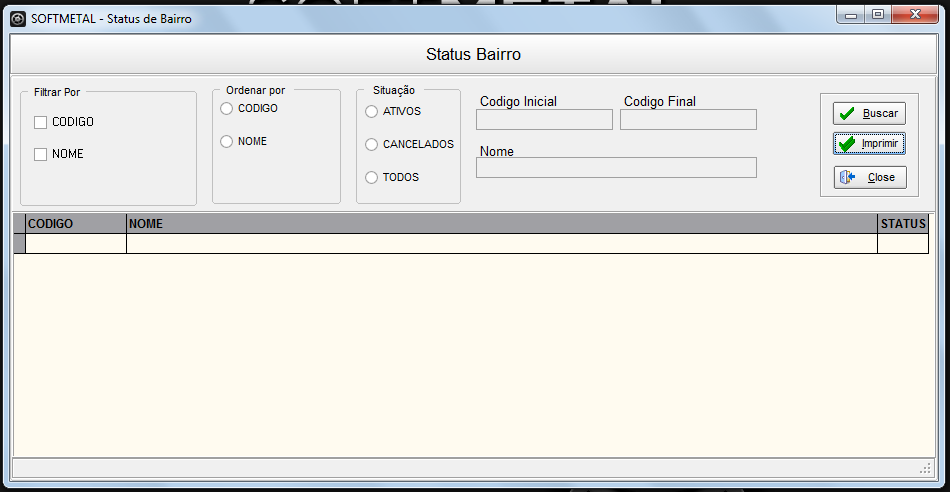 SOFTMETAL - Status de Bairro
Status Bairro
Filtrar Por
CODIGO
NOME
Ordenar por
CODIGO
NOME
Situação
ATIVOS
CANCELADOS
TODOS
Codigo Inicial
Codigo Final
Nome
Buscar
Imprimir
Close
CODIGO NOME STATUS